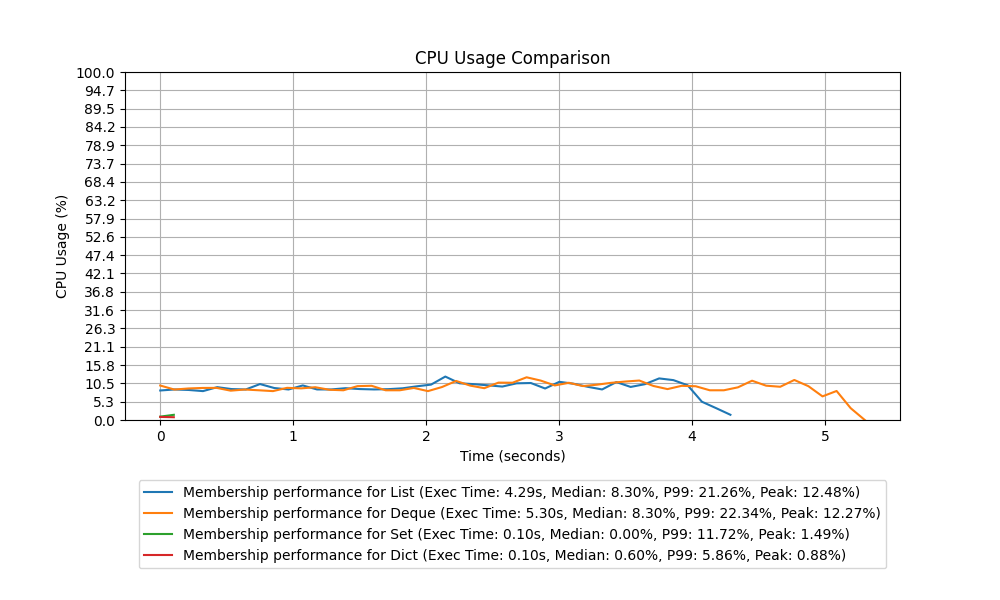 CPU Usage Comparison
100.0
94.7
89.5
84.2
78.9
73.7
68.4
63.2
57.9
52.6
47.4
42.1
36.8
31.6
26.3
21.1
15.8
10.5
5.3
0.0
CPU Usage (%)
0 1 2 3 4 5
Time (seconds)
Membership performance for List (Exec Time: 4.29s, Median: 8.30%, P99: 21.26%, Peak: 12.48%)
Membership performance for Deque (Exec Time: 5.30s, Median: 8.30%, P99: 22.34%, Peak: 12.27%)
Membership performance for Set (Exec Time: 0.10s, Median: 0.00%, P99: 11.72%, Peak: 1.49%)
Membership performance for Dict (Exec Time: 0.10s, Median: 0.60%, P99: 5.86%, Peak: 0.88%)